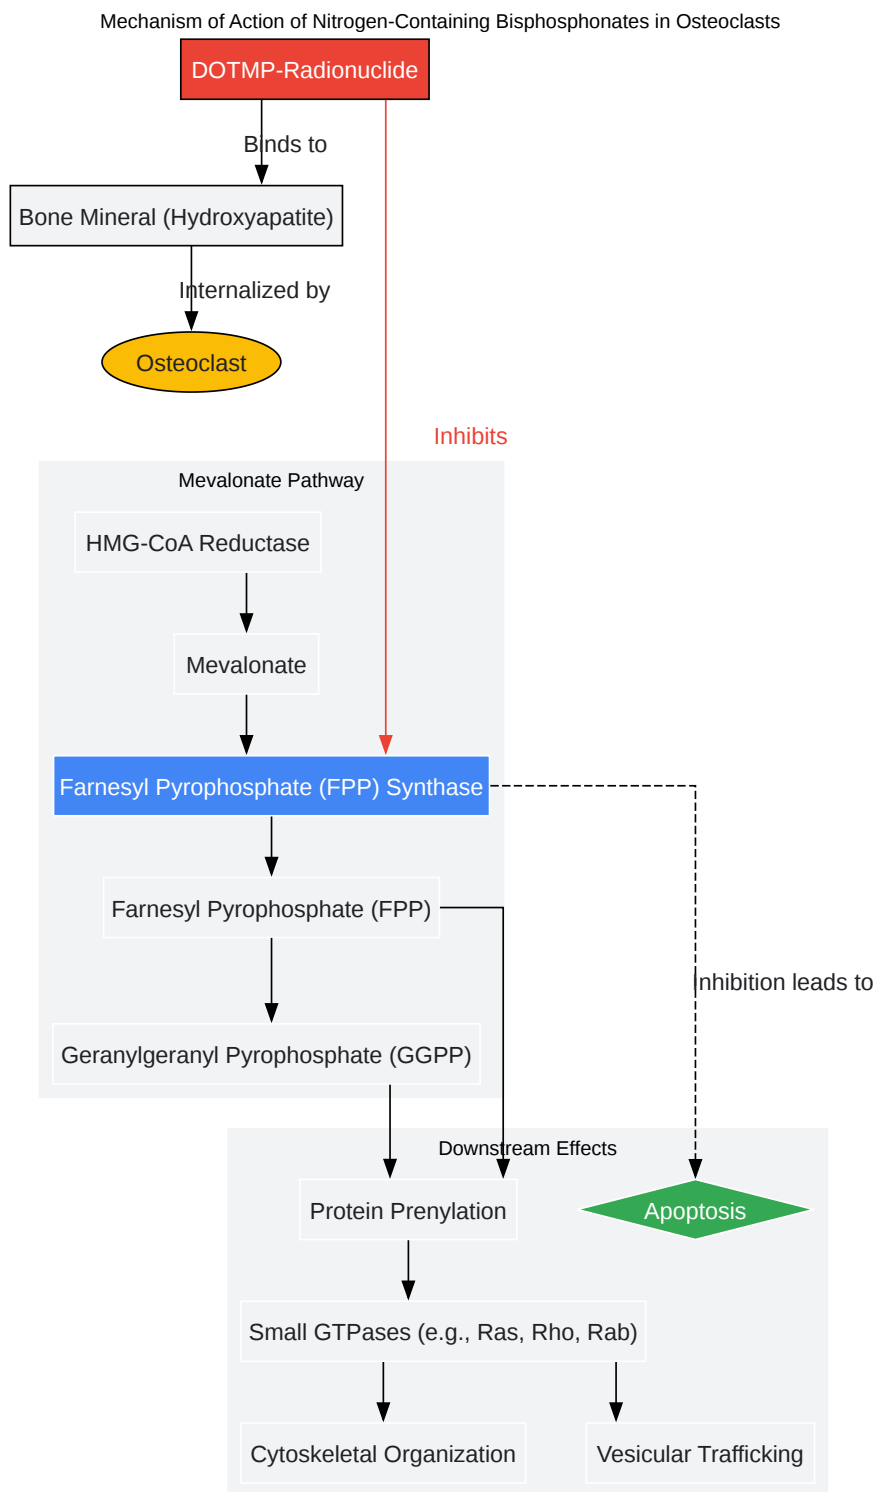 Mechanism of Action of Nitrogen-Containing Bisphosphonates in Osteoclasts
DOTMP-Radionuclide
Binds to
Bone Mineral (Hydroxyapatite)
Internalized by
Osteoclast
Inhibits
Mevalonate Pathway
HMG-CoA Reductase
Mevalonate
Farnesyl Pyrophosphate (FPP) Synthase
Farnesyl Pyrophosphate (FPP)
Inhibition leads to
Geranylgeranyl Pyrophosphate (GGPP)
Downstream Effects
Protein Prenylation
Apoptosis
Small GTPases (e.g., Ras, Rho, Rab)
Cytoskeletal Organization
Vesicular Trafficking